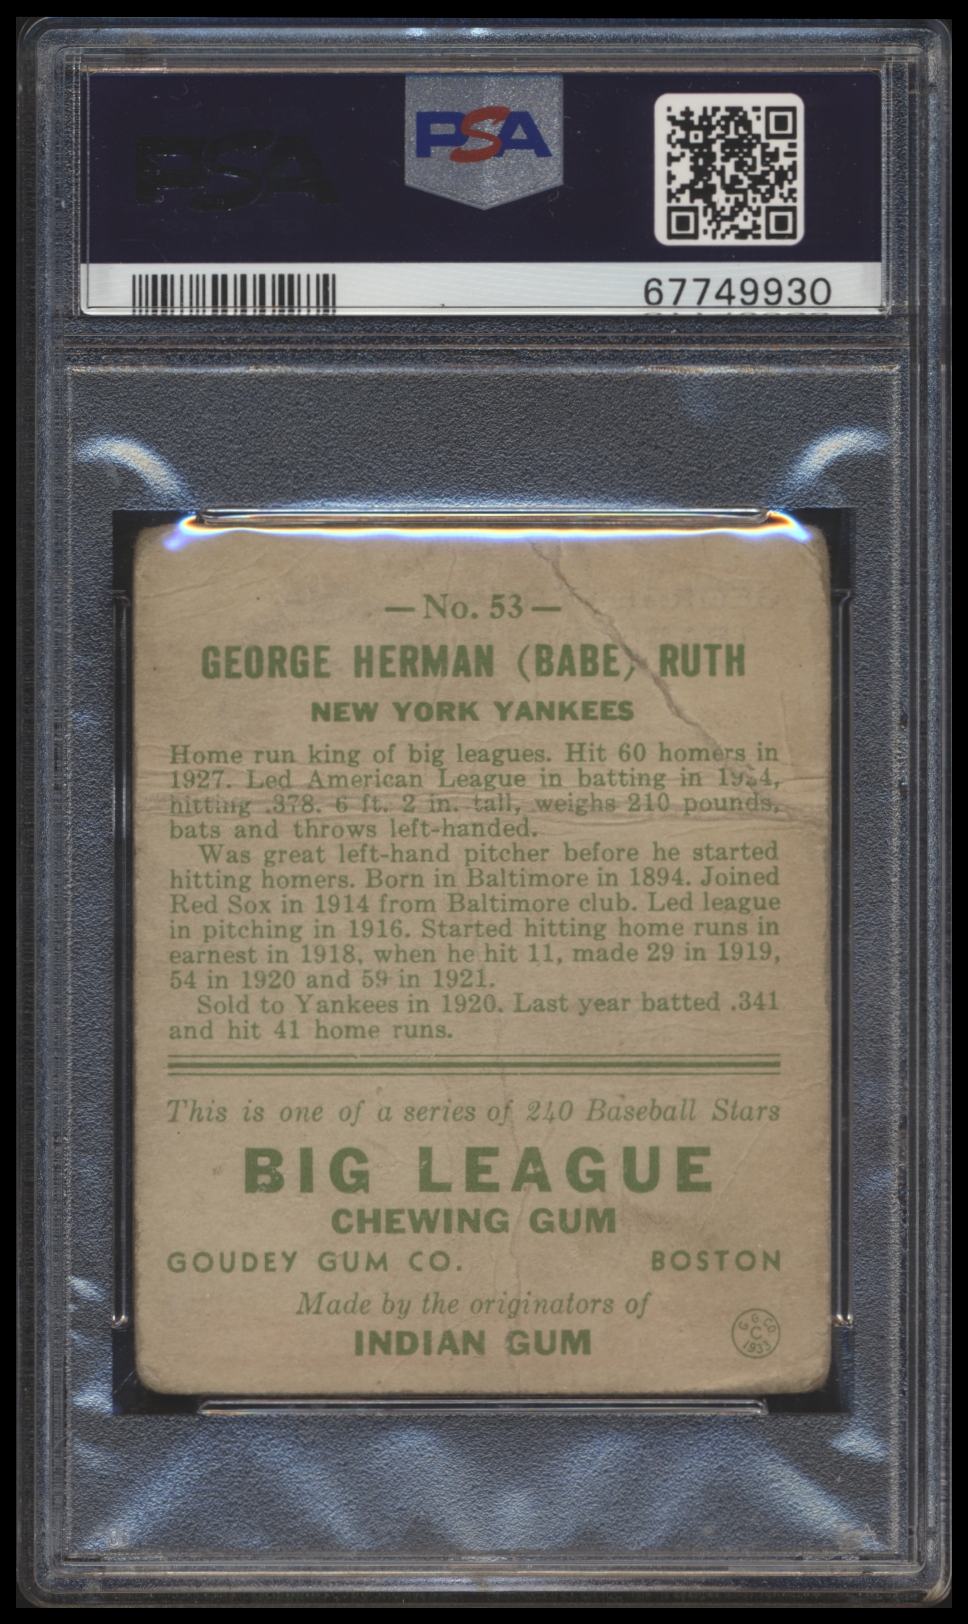 PSA
PSA
67749930
— No. 53 —
GEORGE HERMAN (BABE) RUTH
NEW YORK YANKEES
Home run king of big leagues. Hit 60 homers in
1927. Led American League in batting in 1924,
hitting .378. 6 ft. 2 in. tall, weighs 210 pounds,
bats and throws left-handed.
Was great left-hand pitcher before he started
hitting homers. Born in Baltimore in 1894. Joined
Red Sox in 1914 from Baltimore club. Led league
in pitching in 1916. Started hitting home runs in
earnest in 1918, when he hit 11, made 29 in 1919,
54 in 1920 and 59 in 1921.
Sold to Yankees in 1920. Last year batted .341
and hit 41 home runs.
This is one of a series of 240 Baseball Stars
BIG LEAGUE
CHEWING GUM
GOUDEY GUM CO. BOSTON
Made by the originators of
INDIAN GUM
G G CO
C
1933